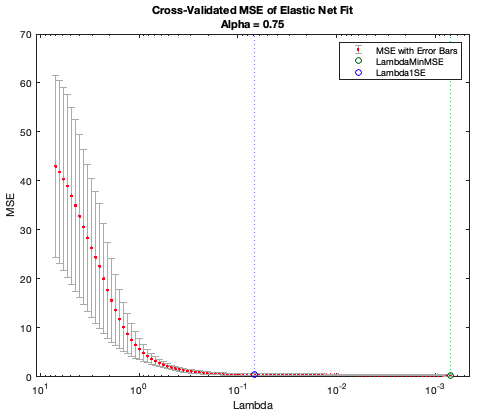 Cross-Validated MSE of Elastic Net Fit
Alpha = 0.75
MSE with Error Bars
LambdaMinMSE
Lambda1SE
70
60
50
40
30
20
10
0
MSE
10¹ 10⁰ 10⁻¹ 10⁻² 10⁻³
Lambda